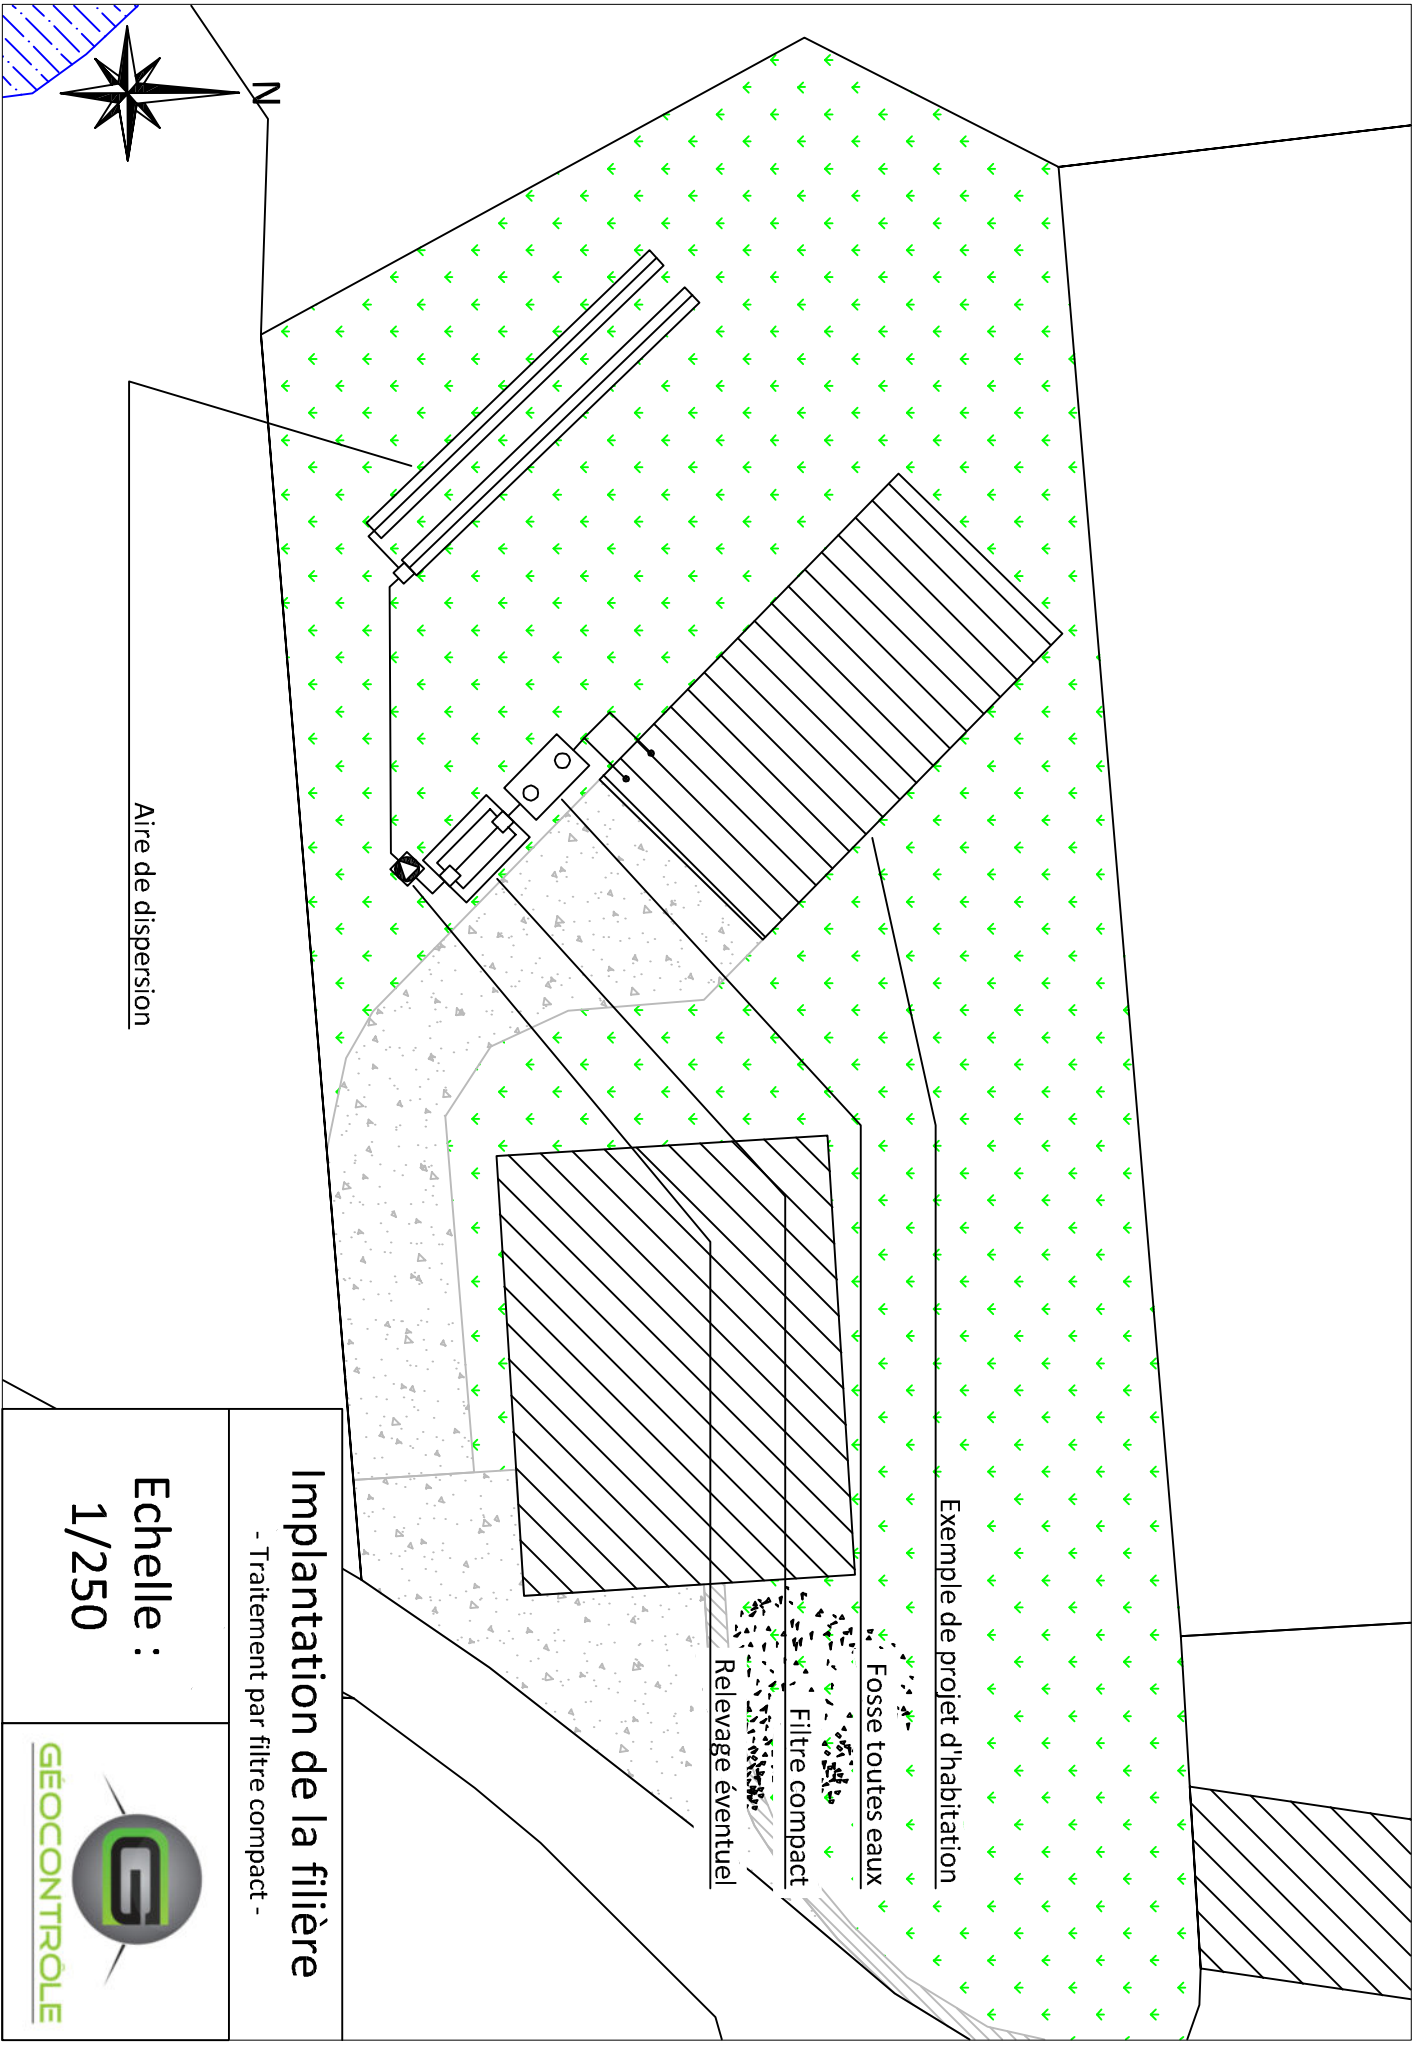 N
Aire de dispersion
Exemple de projet d'habitation
Fosse toutes eaux
Filtre compact
Relevage éventuel
Implantation de la filière
- Traitement par filtre compact -
Echelle :
1/250
G
GÉOCONTRÔLE